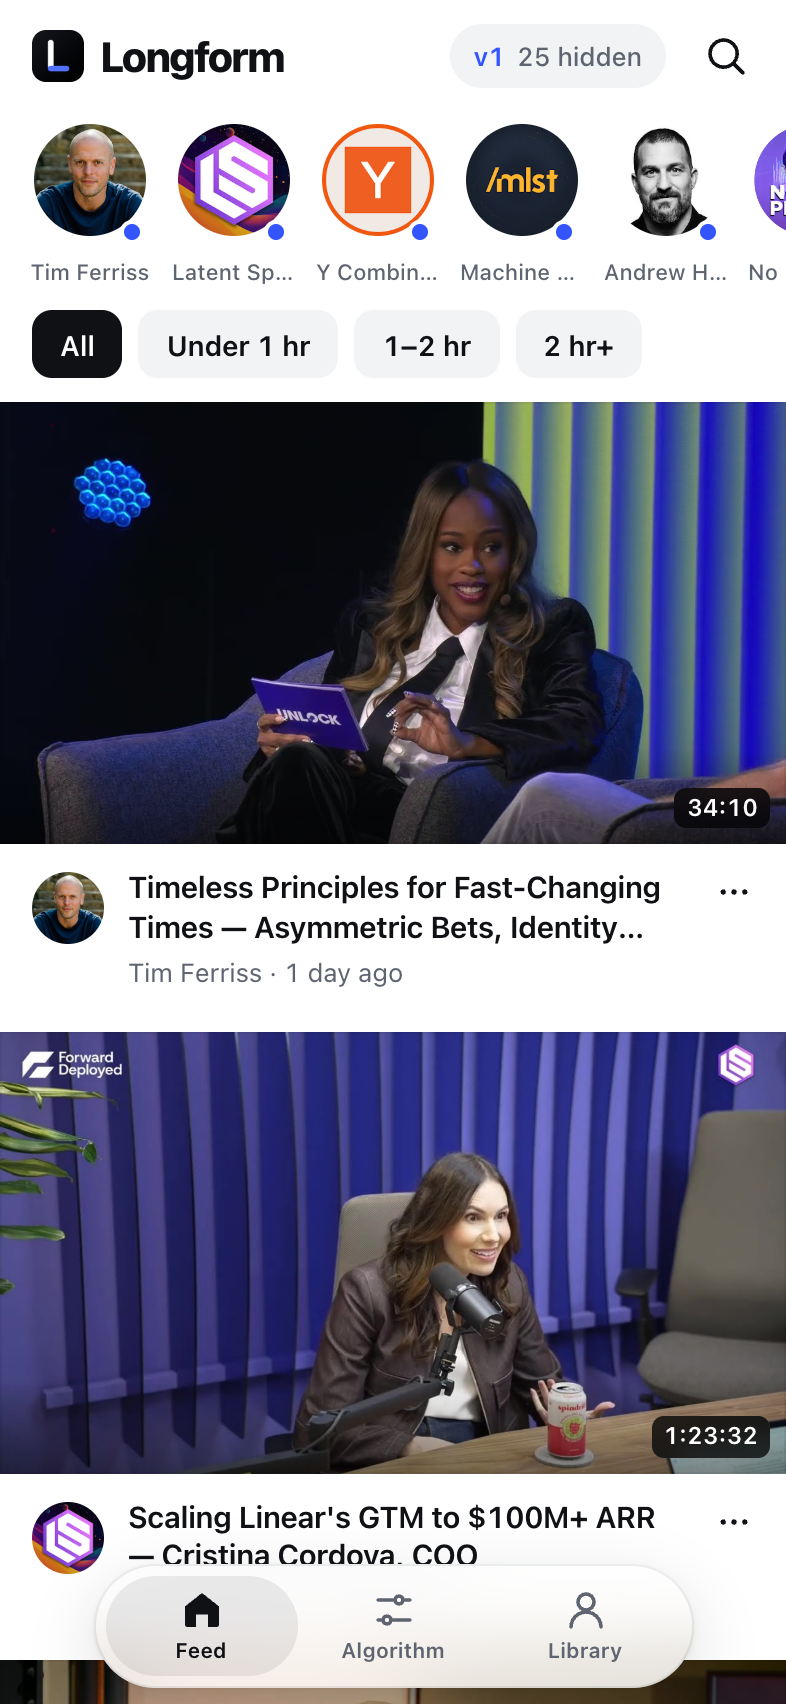 L Longform
v1 25 hidden
Y
/mlst
N
P
Tim Ferriss
Latent Sp...
Y Combin...
Machine ...
Andrew H...
No
All
Under 1 hr
1–2 hr
2 hr+
UNLOCK
34:10
Timeless Principles for Fast-Changing
Times — Asymmetric Bets, Identity...
Tim Ferriss · 1 day ago
Forward
Deployed
spindrift
1:23:32
Scaling Linear's GTM to $100M+ ARR
— Cristina Cordova, COO
Feed
Algorithm
Library